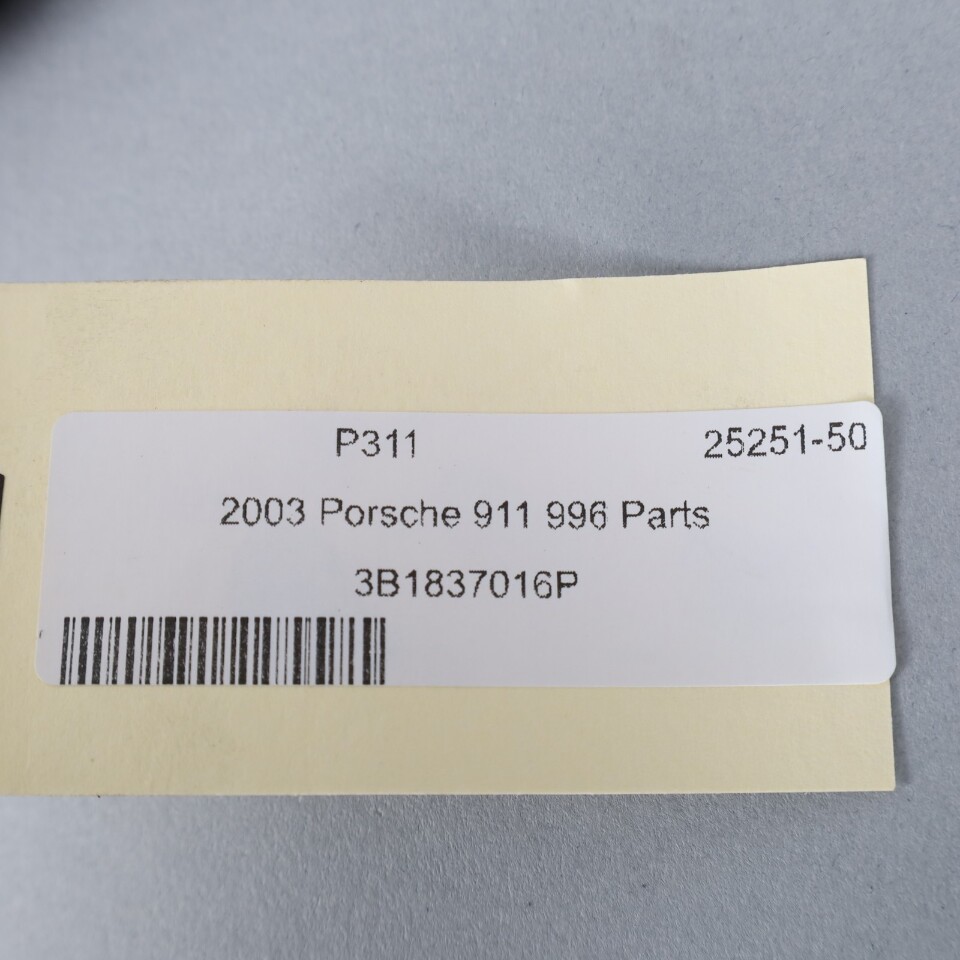 P311 25251-50
2003 Porsche 911 996 Parts
3B1837016P